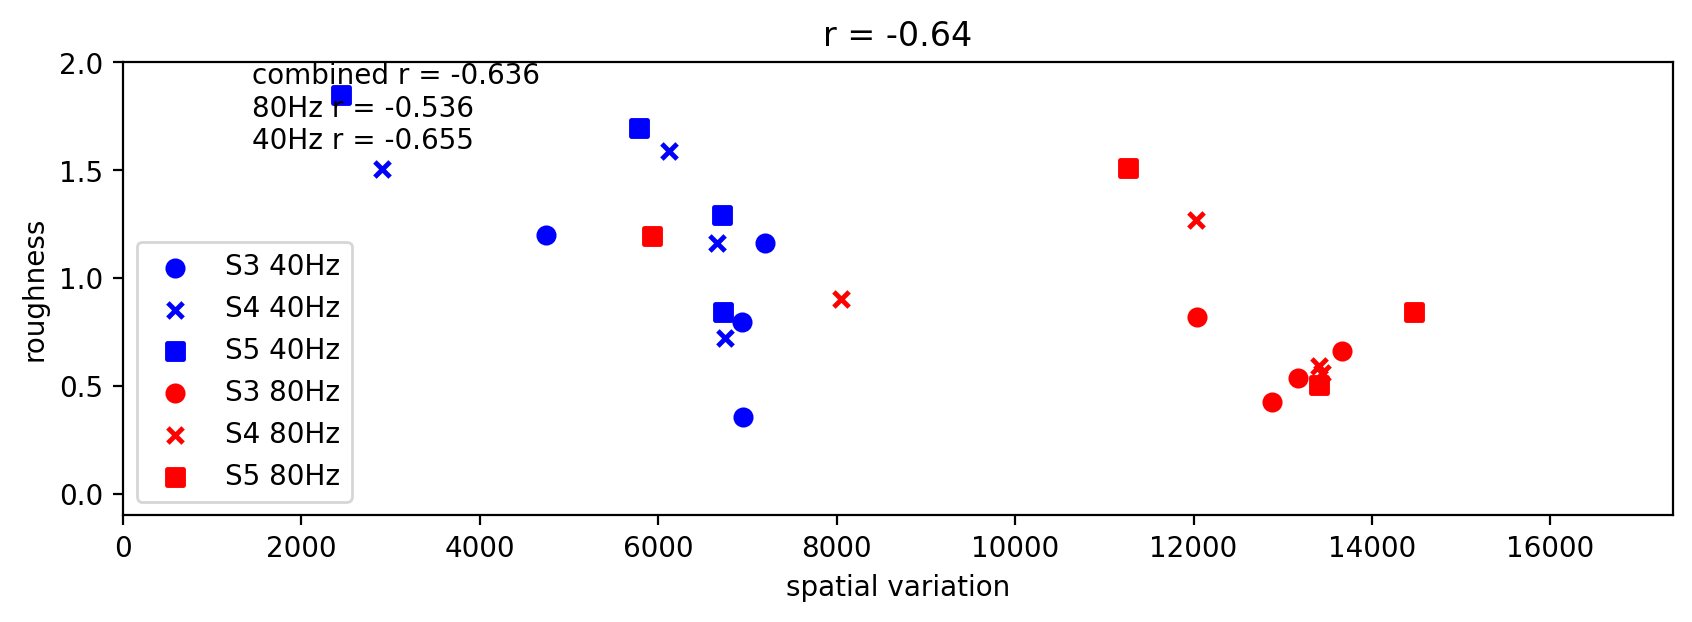 r = -0.64
combined r = -0.636
80Hz r = -0.536
40Hz r = -0.655
2.0
1.5
1.0
0.5
0.0
roughness
S3 40Hz
S4 40Hz
S5 40Hz
S3 80Hz
S4 80Hz
S5 80Hz
0 2000 4000 6000 8000 10000 12000 14000 16000
spatial variation